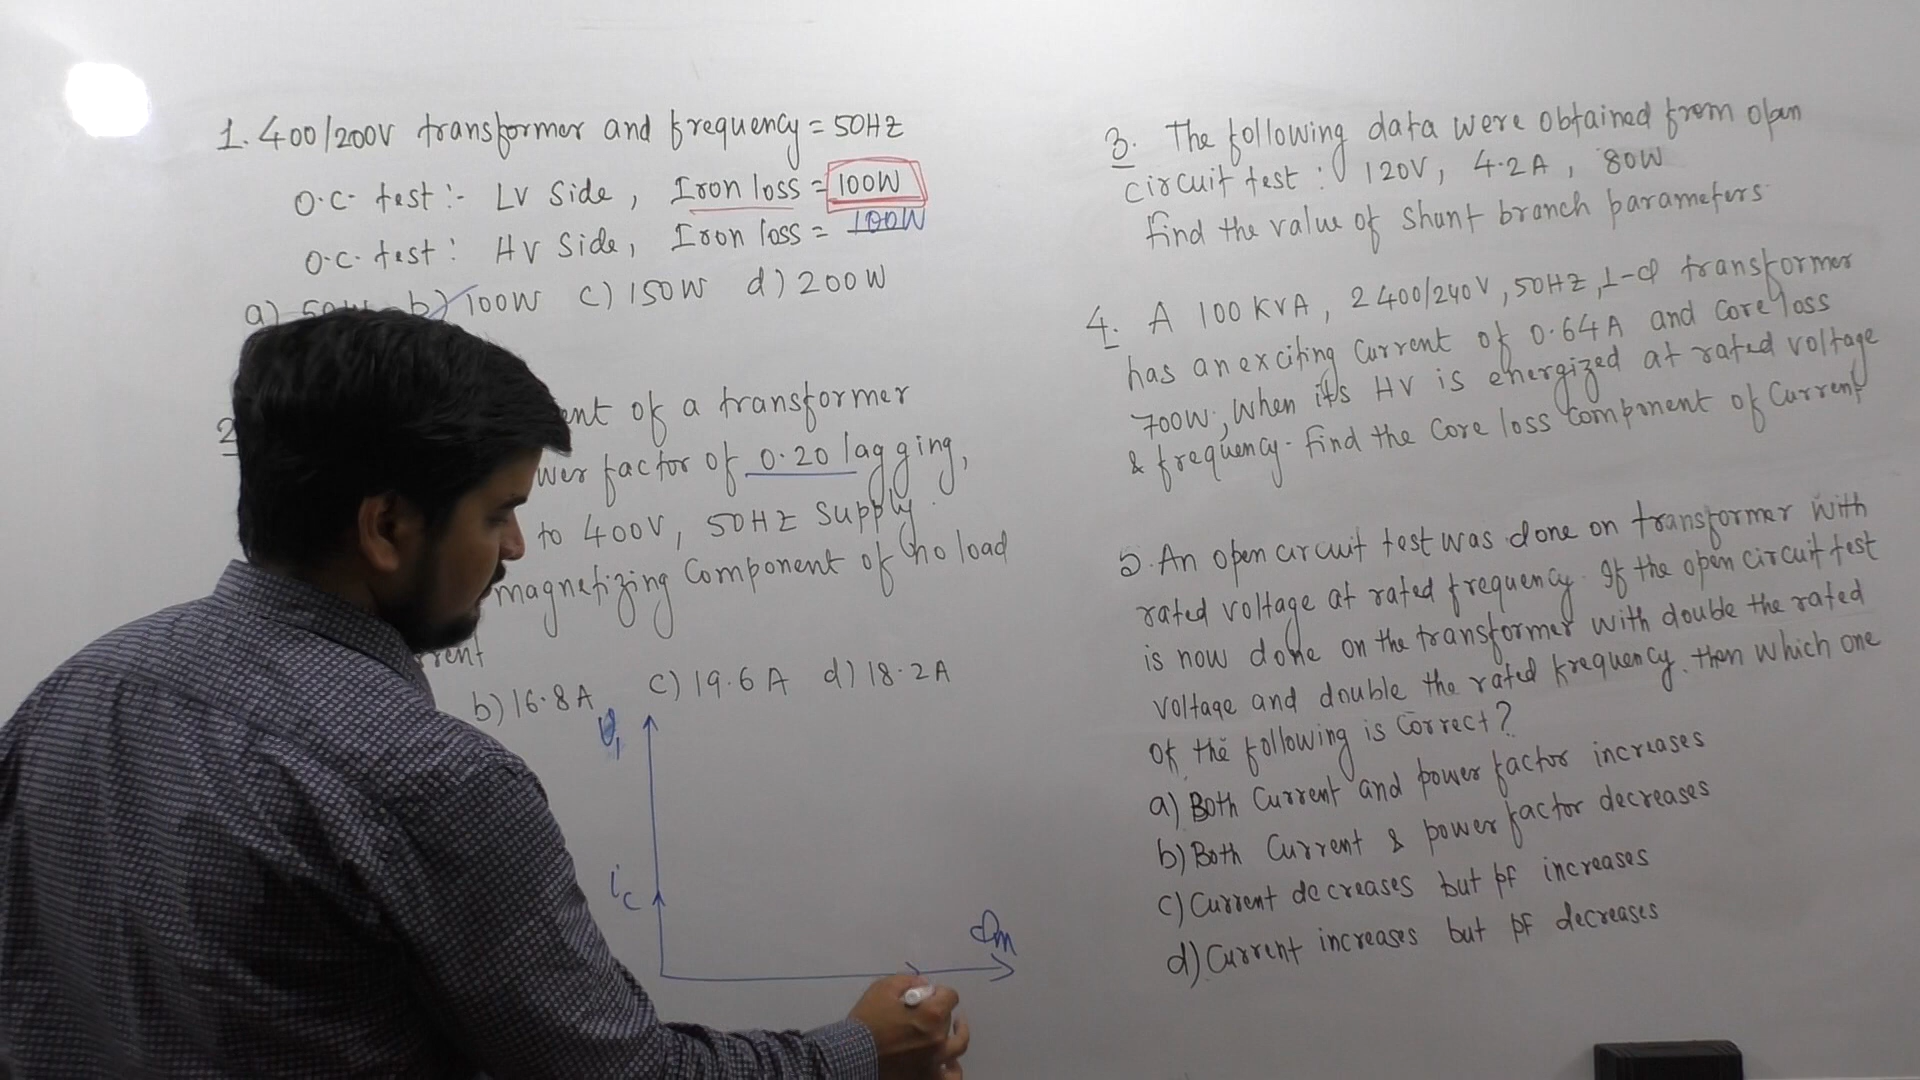 1. 400/200V transformer and frequency = 50HZ
O.C. test :- LV Side , Iron loss = 100W
O.C. test : HV Side, Iron loss = 100W
a) 50W b) 100W c) 150W d) 200W
2
of a transformer
factor of 0.20 lagging,
to 400V, 50HZ supply.
magnetizing component of no load
b) 16.8A c) 19.6A d) 18.2A
V1
ic
Φm
3. The following data were obtained from open
circuit test : 120V, 4.2A, 80W
find the value of shunt branch parameters
4. A 100 KVA, 2400/240V, 50HZ, 1-Φ transformer
has an exciting current of 0.64A and core loss
700W, when its HV is energized at rated voltage
& frequency. find the core loss component of current
5. An open circuit test was done on transformer with
rated voltage at rated frequency. If the open circuit test
is now done on the transformer with double the rated
voltage and double the rated frequency. then which one
of the following is correct?
a) Both current and power factor increases
b) Both current & power factor decreases
c) Current decreases but pf increases
d) Current increases but pf decreases